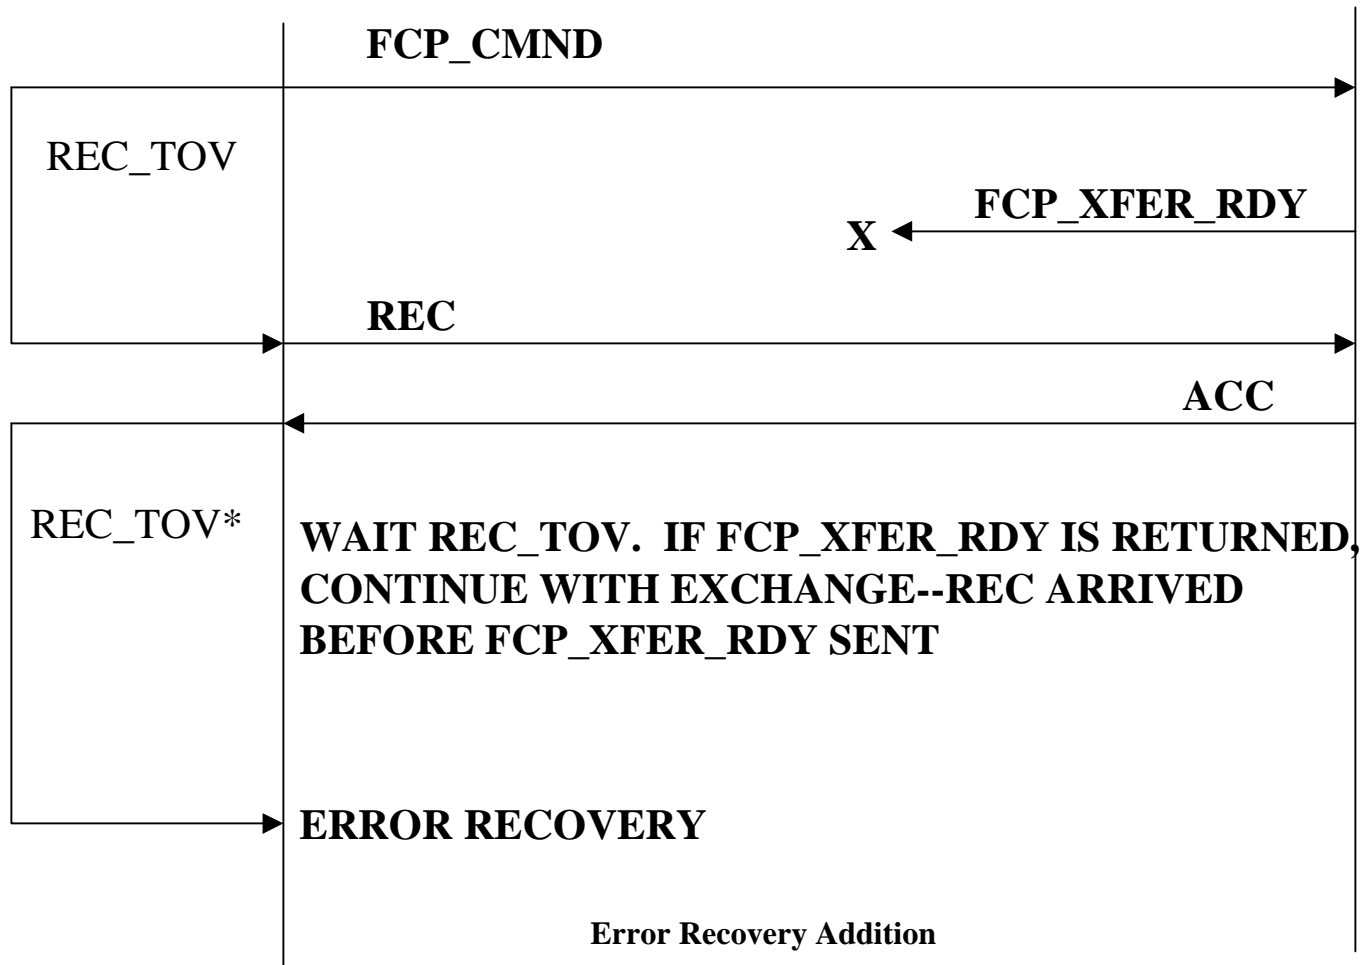 FCP_CMND
REC_TOV
FCP_XFER_RDY
X
REC
ACC
REC_TOV*
WAIT REC_TOV.  IF FCP_XFER_RDY IS RETURNED,
CONTINUE WITH EXCHANGE--REC ARRIVED
BEFORE FCP_XFER_RDY SENT
ERROR RECOVERY
Error Recovery Addition